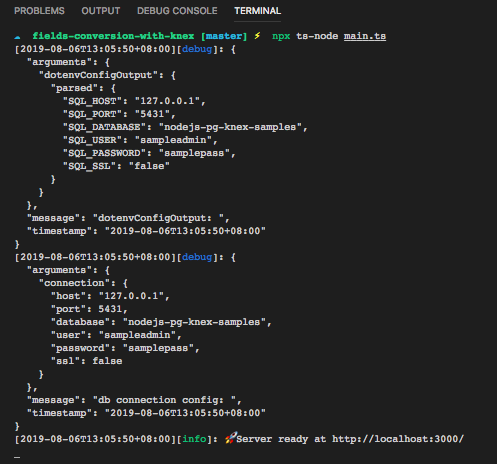 PROBLEMS OUTPUT DEBUG CONSOLE TERMINAL
fields-conversion-with-knex [master] ⚡ npx ts-node main.ts
[2019-08-06T13:05:50+08:00][debug]: {
  "arguments": {
    "dotenvConfigOutput": {
      "parsed": {
        "SQL_HOST": "127.0.0.1",
        "SQL_PORT": "5431",
        "SQL_DATABASE": "nodejs-pg-knex-samples",
        "SQL_USER": "sampleadmin",
        "SQL_PASSWORD": "samplepass",
        "SQL_SSL": "false"
      }
    }
  },
  "message": "dotenvConfigOutput: ",
  "timestamp": "2019-08-06T13:05:50+08:00"
}
[2019-08-06T13:05:50+08:00][debug]: {
  "arguments": {
    "connection": {
      "host": "127.0.0.1",
      "port": 5431,
      "database": "nodejs-pg-knex-samples",
      "user": "sampleadmin",
      "password": "samplepass",
      "ssl": false
    }
  },
  "message": "db connection config: ",
  "timestamp": "2019-08-06T13:05:50+08:00"
}
[2019-08-06T13:05:50+08:00][info]: 🚀Server ready at http://localhost:3000/